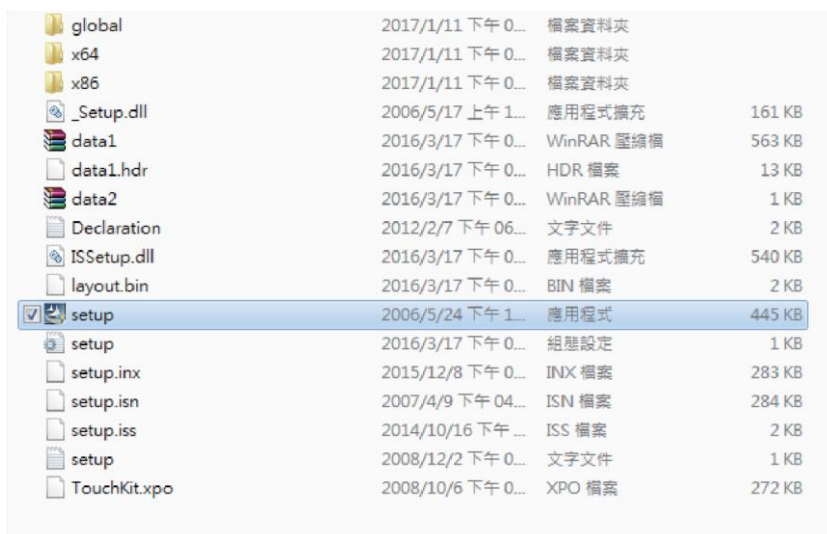 global 2017/1/11 下午 0... 檔案資料夾
x64 2017/1/11 下午 0... 檔案資料夾
x86 2017/1/11 下午 0... 檔案資料夾
_Setup.dll 2006/5/17 上午 1... 應用程式擴充 161 KB
data1 2016/3/17 下午 0... WinRAR 壓縮檔 563 KB
data1.hdr 2016/3/17 下午 0... HDR 檔案 13 KB
data2 2016/3/17 下午 0... WinRAR 壓縮檔 1 KB
Declaration 2012/2/7 下午 06... 文字文件 2 KB
ISSetup.dll 2016/3/17 下午 0... 應用程式擴充 540 KB
layout.bin 2016/3/17 下午 0... BIN 檔案 2 KB
setup 2006/5/24 下午 1... 應用程式 445 KB
setup 2016/3/17 下午 0... 組態設定 1 KB
setup.inx 2015/12/8 下午 0... INX 檔案 283 KB
setup.isn 2007/4/9 下午 04... ISN 檔案 284 KB
setup.iss 2014/10/16 下午 ... ISS 檔案 2 KB
setup 2008/12/2 下午 0... 文字文件 1 KB
TouchKit.xpo 2008/10/6 下午 0... XPO 檔案 272 KB